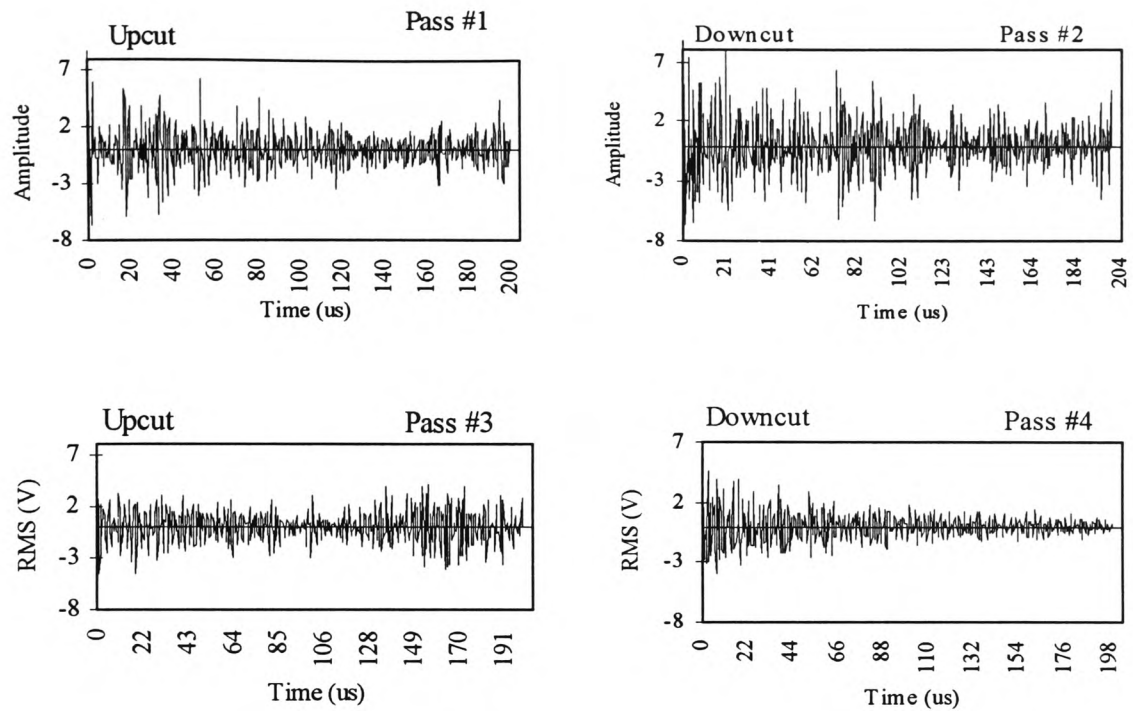 Upcut Pass #1
7
2
-3
-8
Amplitude
0 20 40 60 80 100 120 140 160 180 200
Time (us)
Downcut Pass #2
7
2
-3
-8
Amplitude
0 21 41 62 82 102 123 143 164 184 204
Time (us)
Upcut Pass #3
7
2
-3
-8
RMS (V)
0 22 43 64 85 106 128 149 170 191
Time (us)
Downcut Pass #4
7
2
-3
-8
RMS (V)
0 22 44 66 88 110 132 154 176 198
Time (us)